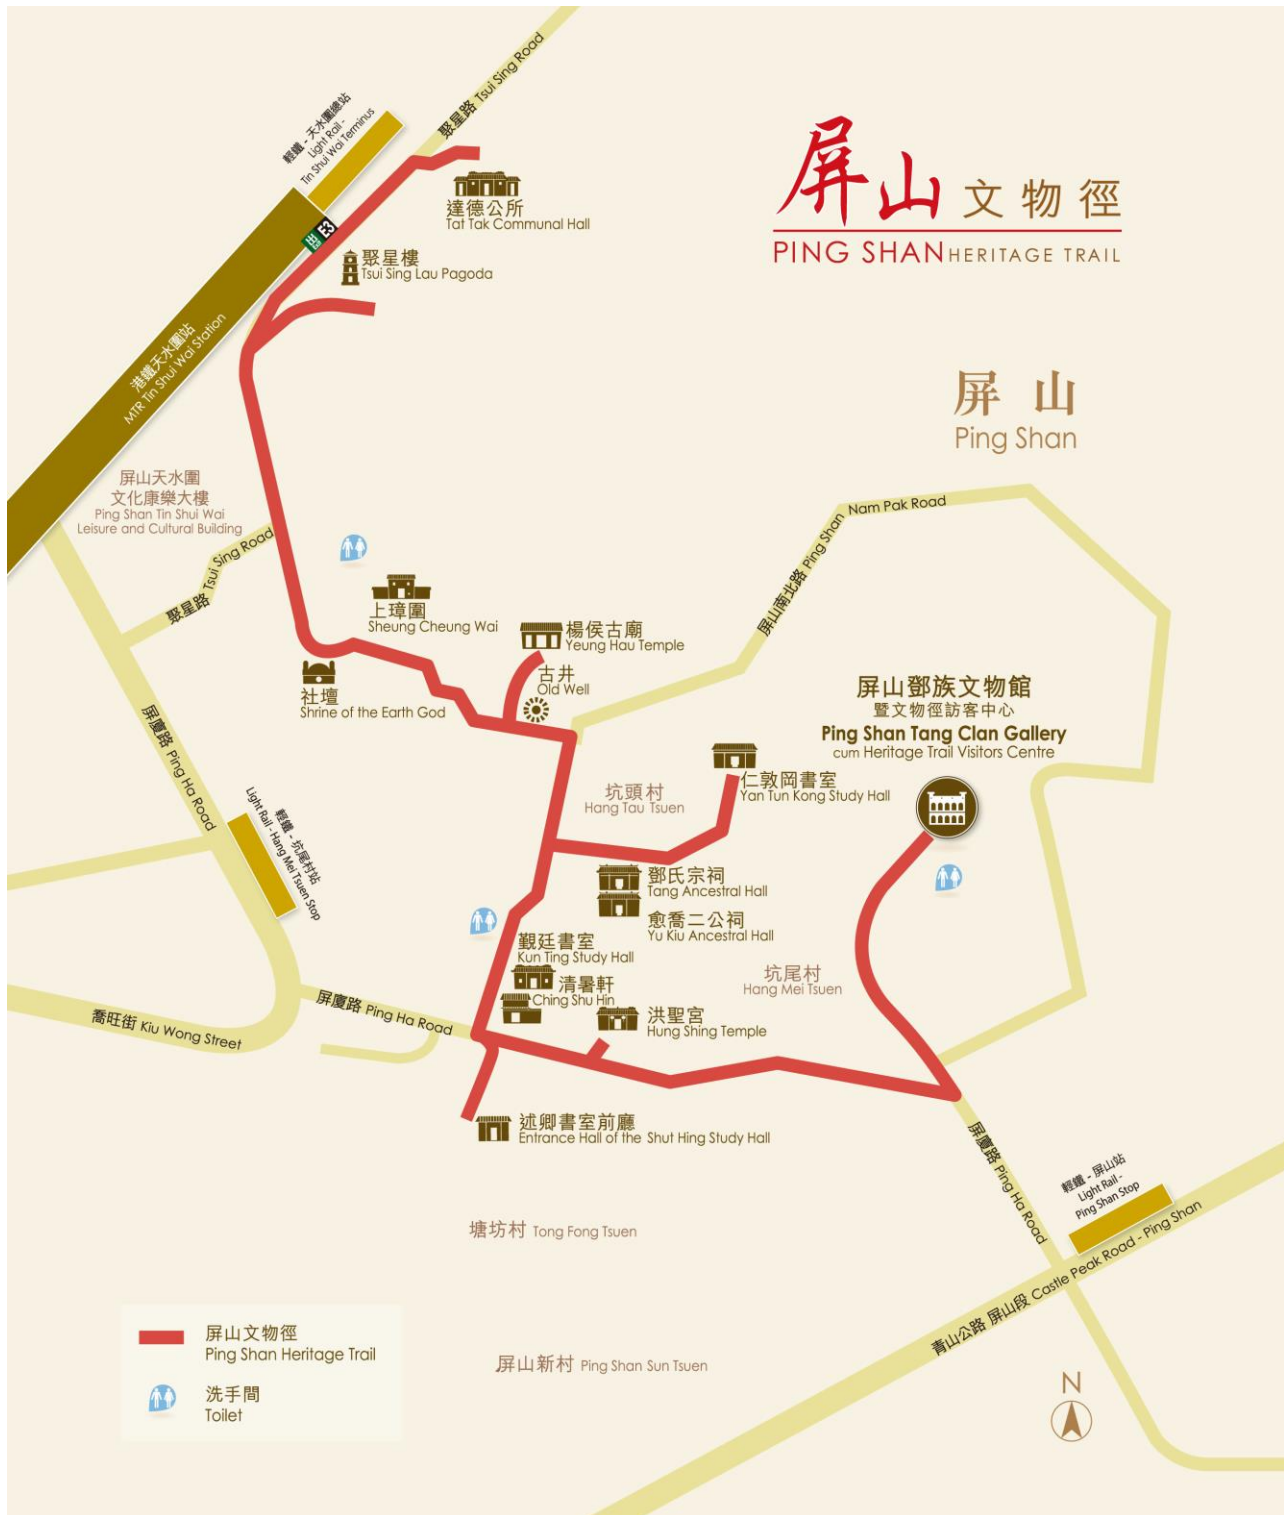 屏山文物徑
PING SHAN HERITAGE TRAIL
聚星路 Tsui Sing Road
輕鐵 - 天水圍總站
Light Rail -
Tin Shui Wai Terminus
達德公所
Tat Tak Communal Hall
出 Exit E3
聚星樓
Tsui Sing Lau Pagoda
港鐵天水圍站
MTR Tin Shui Wai Station
屏山
Ping Shan
屏山天水圍
文化康樂大樓
Ping Shan Tin Shui Wai
Leisure and Cultural Building
屏山南北路 Ping Shan Nam Pak Road
聚星路 Tsui Sing Road
上璋圍
Sheung Cheung Wai
楊侯古廟
Yeung Hau Temple
古井
Old Well
社壇
Shrine of the Earth God
屏山鄧族文物館
暨文物徑訪客中心
Ping Shan Tang Clan Gallery
cum Heritage Trail Visitors Centre
屏廈路 Ping Ha Road
坑頭村
Hang Tau Tsuen
仁敦岡書室
Yan Tun Kong Study Hall
輕鐵 - 坑尾村站
Light Rail - Hang Mei Tsuen Stop
鄧氏宗祠
Tang Ancestral Hall
愈喬二公祠
Yu Kiu Ancestral Hall
覲廷書室
Kun Ting Study Hall
清暑軒
Ching Shu Hin
坑尾村
Hang Mei Tsuen
洪聖宮
Hung Shing Temple
屏廈路 Ping Ha Road
喬旺街 Kiu Wong Street
述卿書室前廳
Entrance Hall of the Shut Hing Study Hall
屏廈路 Ping Ha Road
輕鐵 - 屏山站
Light Rail -
Ping Shan Stop
塘坊村 Tong Fong Tsuen
青山公路 屏山段 Castle Peak Road - Ping Shan
屏山新村 Ping Shan Sun Tsuen
屏山文物徑
Ping Shan Heritage Trail
洗手間
Toilet
N